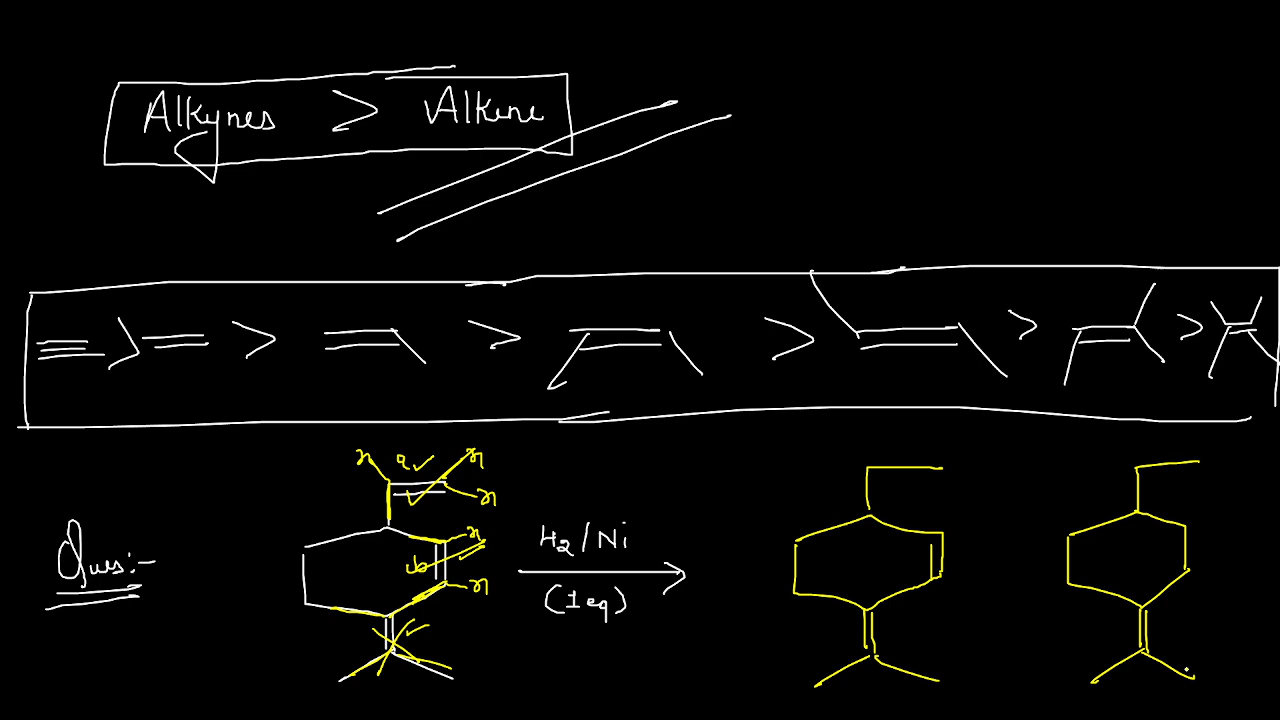 Alkynes > Alkene
> > > > > >
H a ✓ H
H
H
b
H
Ques:-
H₂/Ni
(1eq)